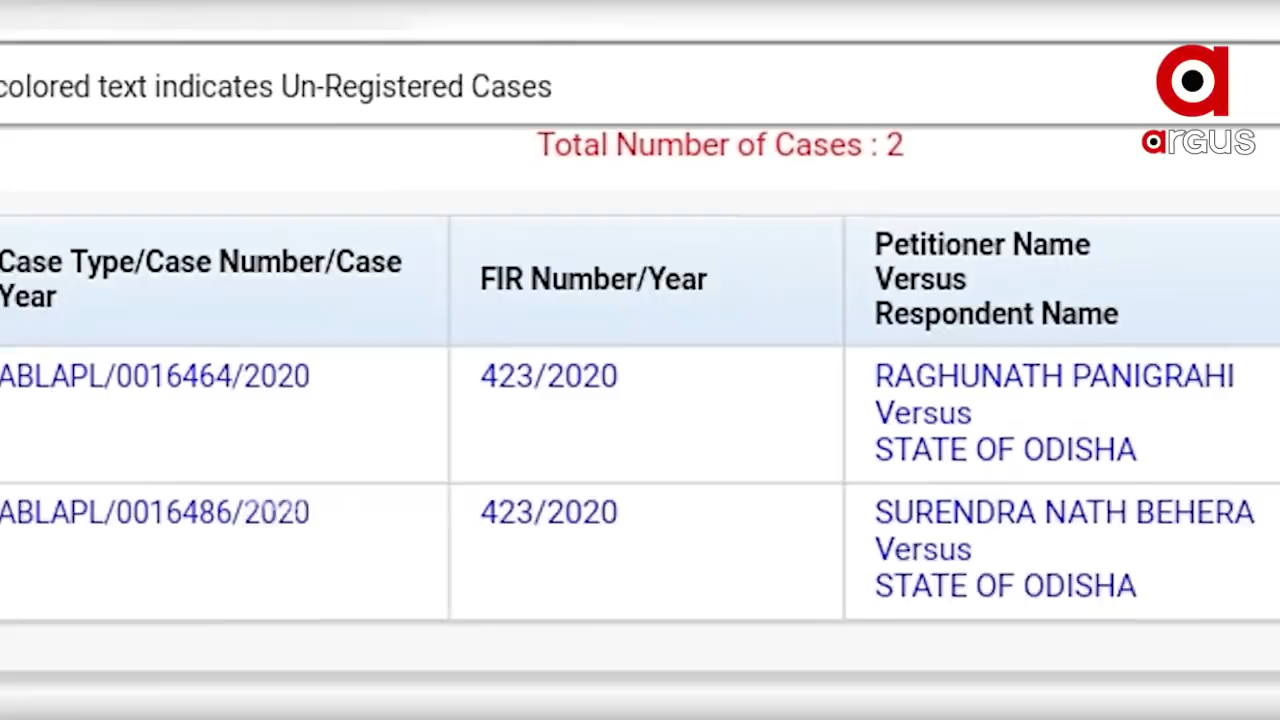 colored text indicates Un-Registered Cases
argus
Total Number of Cases : 2
Case Type/Case Number/Case
Year
FIR Number/Year
Petitioner Name
Versus
Respondent Name
ABLAPL/0016464/2020
423/2020
RAGHUNATH PANIGRAHI
Versus
STATE OF ODISHA
ABLAPL/0016486/2020
423/2020
SURENDRA NATH BEHERA
Versus
STATE OF ODISHA